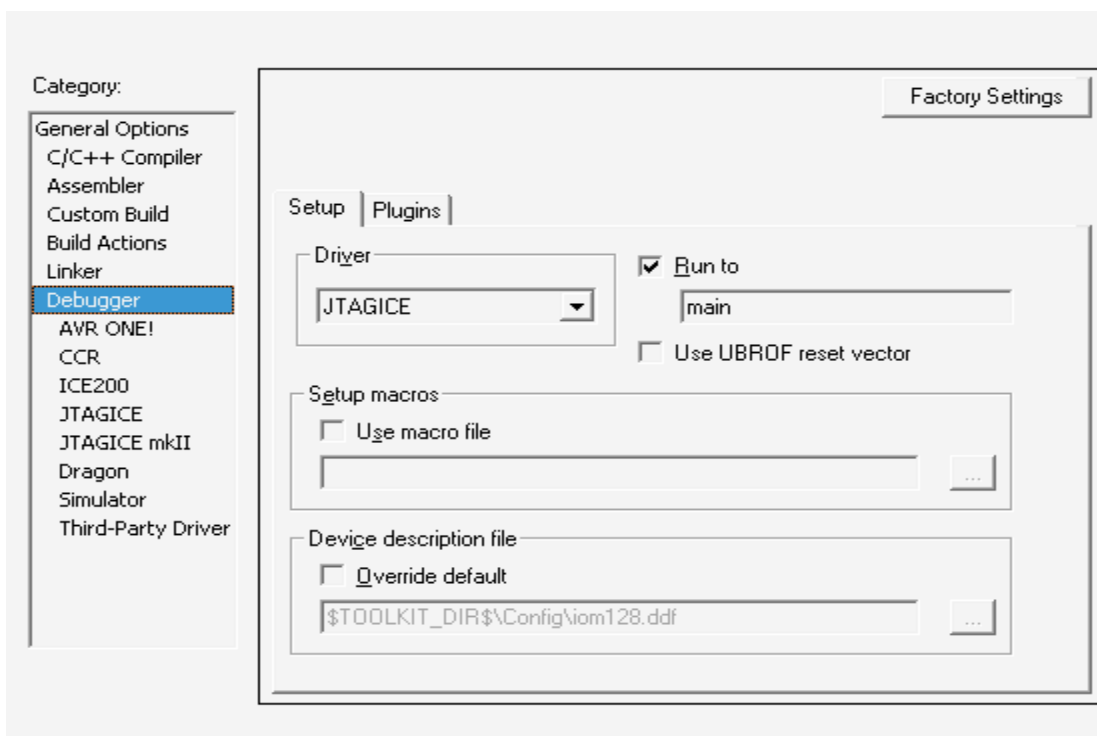 Category:
General Options
C/C++ Compiler
Assembler
Custom Build
Build Actions
Linker
Debugger
AVR ONE!
CCR
ICE200
JTAGICE
JTAGICE mkII
Dragon
Simulator
Third-Party Driver
Factory Settings
Setup Plugins
Driver
JTAGICE
Run to
main
Use UBROF reset vector
Setup macros
Use macro file
...
Device description file
Override default
$TOOLKIT_DIR$\Config\iom128.ddf
...